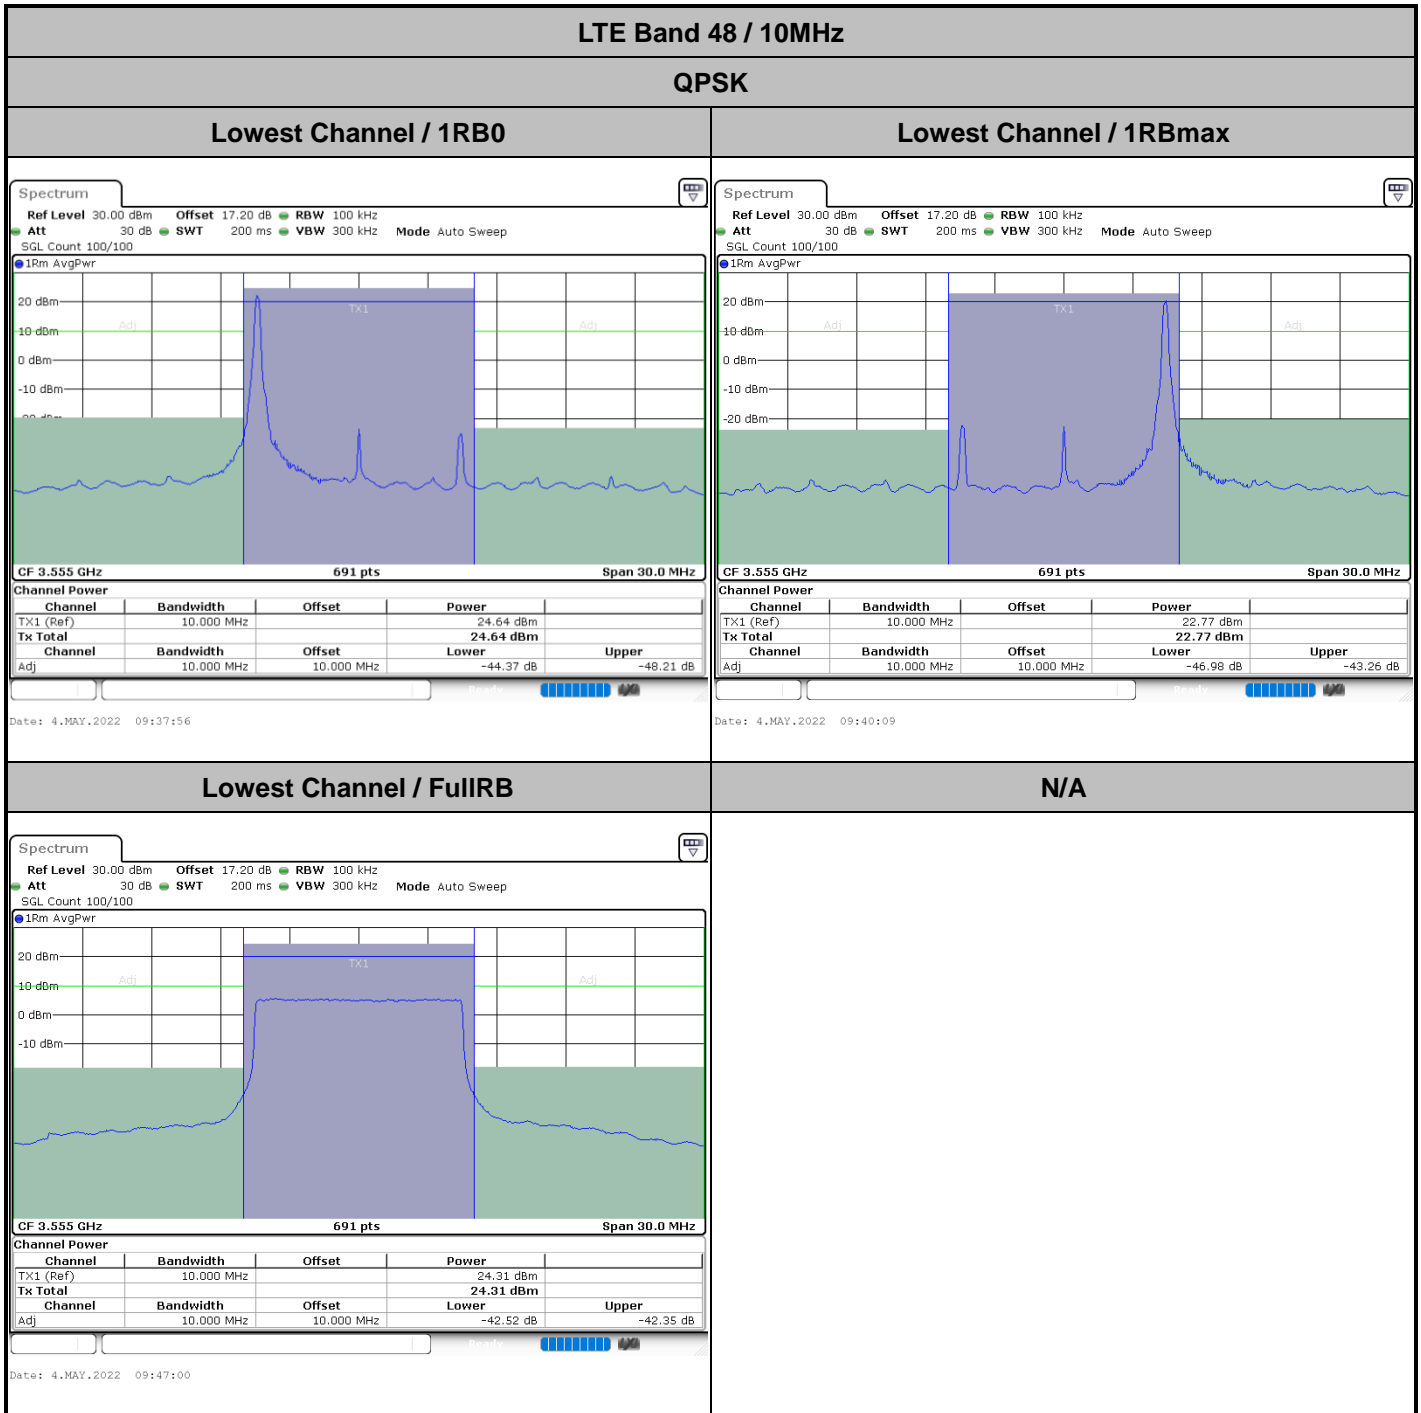 LTE Band 48 / 10MHz
QPSK
Lowest Channel / 1RB0
Lowest Channel / 1RBmax
Spectrum
Ref Level 30.00 dBm Offset 17.20 dB RBW 100 kHz
Att 30 dB SWT 200 ms VBW 300 kHz Mode Auto Sweep
SGL Count 100/100
1Rm AvgPwr
20 dBm
TX1
10 dBm
Adj
Adj
0 dBm
-10 dBm
CF 3.555 GHz 691 pts Span 30.0 MHz
Channel Power
Channel Bandwidth Offset Power
TX1 (Ref) 10.000 MHz 24.64 dBm
Tx Total 24.64 dBm
Channel Bandwidth Offset Lower Upper
Adj 10.000 MHz 10.000 MHz -44.37 dB -48.21 dB
Ready
Date: 4.MAY.2022 09:37:56
Spectrum
Ref Level 30.00 dBm Offset 17.20 dB RBW 100 kHz
Att 30 dB SWT 200 ms VBW 300 kHz Mode Auto Sweep
SGL Count 100/100
1Rm AvgPwr
20 dBm
TX1
10 dBm
Adj
Adj
0 dBm
-10 dBm
-20 dBm
CF 3.555 GHz 691 pts Span 30.0 MHz
Channel Power
Channel Bandwidth Offset Power
TX1 (Ref) 10.000 MHz 22.77 dBm
Tx Total 22.77 dBm
Channel Bandwidth Offset Lower Upper
Adj 10.000 MHz 10.000 MHz -46.98 dB -43.26 dB
Ready
Date: 4.MAY.2022 09:40:09
Lowest Channel / FullRB
N/A
Spectrum
Ref Level 30.00 dBm Offset 17.20 dB RBW 100 kHz
Att 30 dB SWT 200 ms VBW 300 kHz Mode Auto Sweep
SGL Count 100/100
1Rm AvgPwr
20 dBm
TX1
10 dBm
Adj
Adj
0 dBm
-10 dBm
CF 3.555 GHz 691 pts Span 30.0 MHz
Channel Power
Channel Bandwidth Offset Power
TX1 (Ref) 10.000 MHz 24.31 dBm
Tx Total 24.31 dBm
Channel Bandwidth Offset Lower Upper
Adj 10.000 MHz 10.000 MHz -42.52 dB -42.35 dB
Ready
Date: 4.MAY.2022 09:47:00